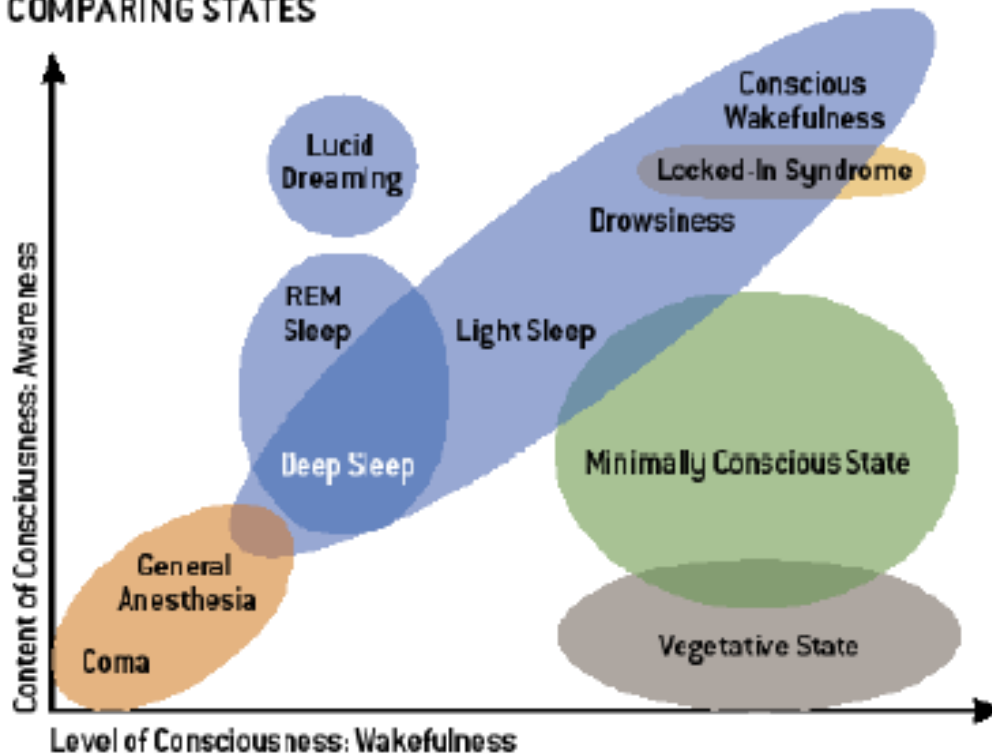 COMPARING STATES
Conscious
Wakefulness
Lucid
Dreaming
Locked-In Syndrome
Drowsiness
REM
Sleep
Light Sleep
Deep Sleep
Minimally Conscious State
General
Anesthesia
Coma
Vegetative State
Content of Consciousness: Awareness
Level of Consciousness: Wakefulness